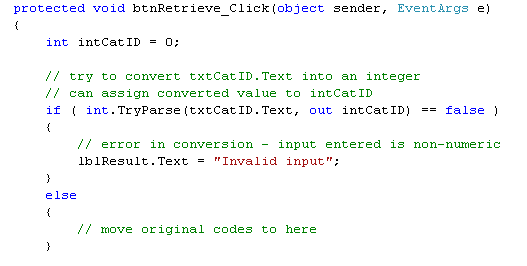 protected void btnRetrieve_Click(object sender, EventArgs e)
{
    int intCatID = 0;

    // try to convert txtCatID.Text into an integer
    // can assign converted value to intCatID
    if ( int.TryParse(txtCatID.Text, out intCatID) == false )
    {
        // error in conversion - input entered is non-numeric
        lblResult.Text = "Invalid input";
    }
    else
    {
        // move original codes to here
    }